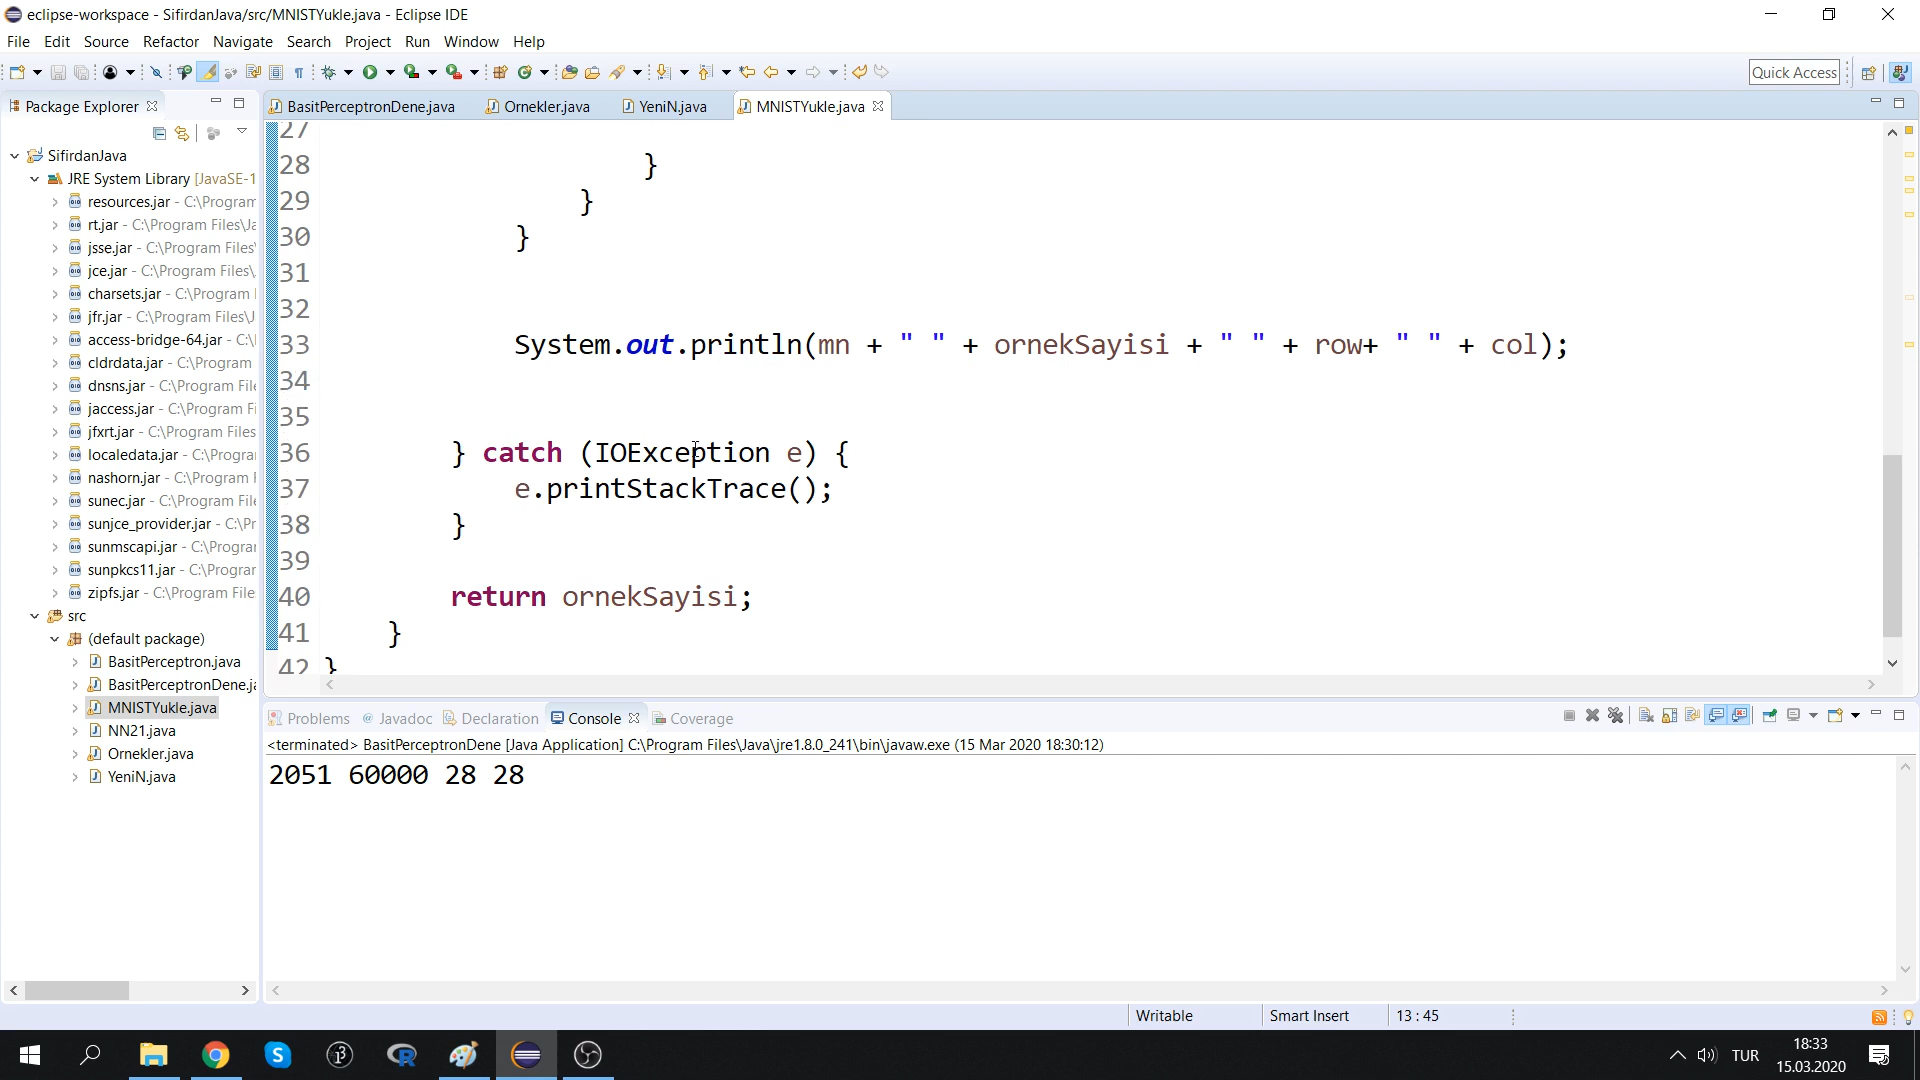 eclipse-workspace - SifirdanJava/src/MNISTYukle.java - Eclipse IDE
File Edit Source Refactor Navigate Search Project Run Window Help
Quick Access
Package Explorer
BasitPerceptronDene.java Ornekler.java YeniN.java MNISTYukle.java
SifirdanJava
JRE System Library [JavaSE-1
resources.jar - C:\Program
rt.jar - C:\Program Files\Ja
jsse.jar - C:\Program Files\
jce.jar - C:\Program Files\
charsets.jar - C:\Program
jfr.jar - C:\Program Files\J
access-bridge-64.jar - C:\
cldrdata.jar - C:\Program
dnsns.jar - C:\Program File
jaccess.jar - C:\Program Fi
jfxrt.jar - C:\Program Files
localedata.jar - C:\Program
nashorn.jar - C:\Program F
sunec.jar - C:\Program File
sunjce_provider.jar - C:\Pr
sunmscapi.jar - C:\Progra
sunpkcs11.jar - C:\Program
zipfs.jar - C:\Program File
src
(default package)
BasitPerceptron.java
BasitPerceptronDene.ja
MNISTYukle.java
NN21.java
Ornekler.java
YeniN.java
27
28 }
29 }
30 }
31
32
33 System.out.println(mn + " " + ornekSayisi + " " + row+ " " + col);
34
35
36 } catch (IOException e) {
37 e.printStackTrace();
38 }
39
40 return ornekSayisi;
41 }
42 }
Problems Javadoc Declaration Console Coverage
<terminated> BasitPerceptronDene [Java Application] C:\Program Files\Java\jre1.8.0_241\bin\javaw.exe (15 Mar 2020 18:30:12)
2051 60000 28 28
Writable Smart Insert 13 : 45
TUR
18:33
15.03.2020